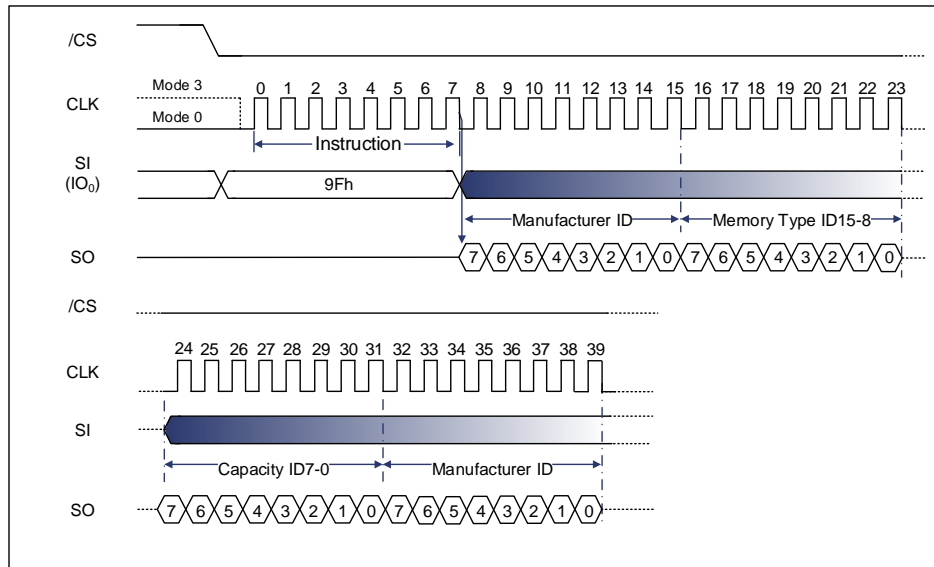 /CS
Mode 3
0 1 2 3 4 5 6 7 8 9 10 11 12 13 14 15 16 17 18 19 20 21 22 23
CLK
Mode 0
Instruction
SI
(IO₀)
9Fh
Manufacturer ID
Memory Type ID15-8
SO
7 6 5 4 3 2 1 0 7 6 5 4 3 2 1 0
/CS
24 25 26 27 28 29 30 31 32 33 34 35 36 37 38 39
CLK
SI
Capacity ID7-0
Manufacturer ID
SO
7 6 5 4 3 2 1 0 7 6 5 4 3 2 1 0